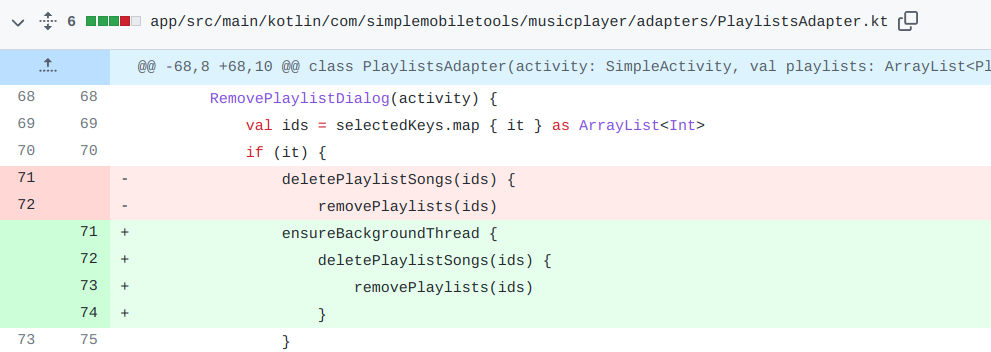 6 app/src/main/kotlin/com/simplemobiletools/musicplayer/adapters/PlaylistsAdapter.kt
@@ -68,8 +68,10 @@ class PlaylistsAdapter(activity: SimpleActivity, val playlists: ArrayList<Pl
68 68 RemovePlaylistDialog(activity) {
69 69 val ids = selectedKeys.map { it } as ArrayList<Int>
70 70 if (it) {
71 - deletePlaylistSongs(ids) {
72 - removePlaylists(ids)
71 + ensureBackgroundThread {
72 + deletePlaylistSongs(ids) {
73 + removePlaylists(ids)
74 + }
73 75 }